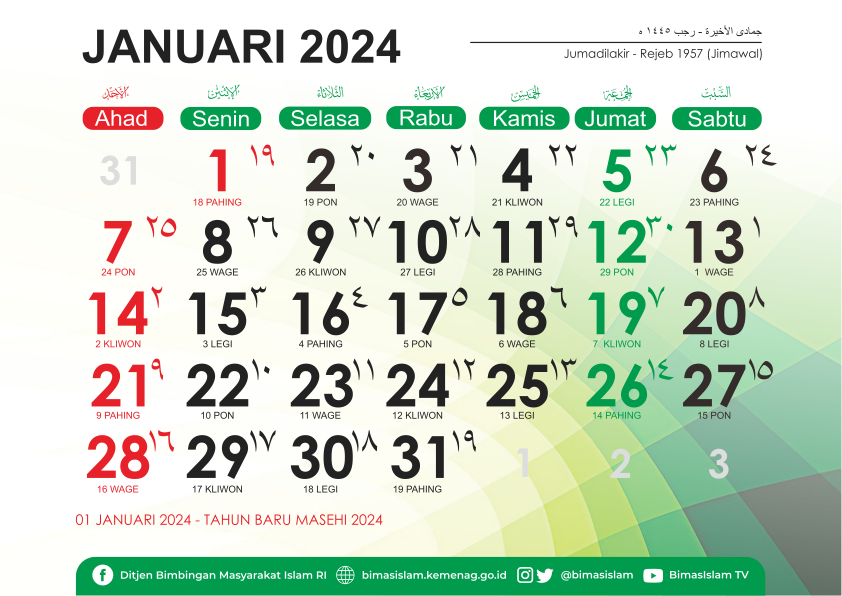 JANUARI 2024
جمادى الأخيرة - رجب ١٤٤٥ ه
Jumadilakir - Rejeb 1957 (Jimawal)
الأحد الإثنين الثلاثاء الأربعاء الخميس الجمعة السبت
Ahad Senin Selasa Rabu Kamis Jumat Sabtu
31 1 ١٩ 2 ٢٠ 3 ٢١ 4 ٢٢ 5 ٢٣ 6 ٢٤
18 PAHING 19 PON 20 WAGE 21 KLIWON 22 LEGI 23 PAHING
7 ٢٥ 8 ٢٦ 9 ٢٧ 10 ٢٨ 11 ٢٩ 12 ٣٠ 13 ١
24 PON 25 WAGE 26 KLIWON 27 LEGI 28 PAHING 29 PON 1 WAGE
14 ٢ 15 ٣ 16 ٤ 17 ٥ 18 ٦ 19 ٧ 20 ٨
2 KLIWON 3 LEGI 4 PAHING 5 PON 6 WAGE 7 KLIWON 8 LEGI
21 ٩ 22 ١٠ 23 ١١ 24 ١٢ 25 ١٣ 26 ١٤ 27 ١٥
9 PAHING 10 PON 11 WAGE 12 KLIWON 13 LEGI 14 PAHING 15 PON
28 ١٦ 29 ١٧ 30 ١٨ 31 ١٩ 1 2 3
16 WAGE 17 KLIWON 18 LEGI 19 PAHING
01 JANUARI 2024 - TAHUN BARU MASEHI 2024
Ditjen Bimbingan Masyarakat Islam RI bimasislam.kemenag.go.id @bimasislam BimasIslam TV